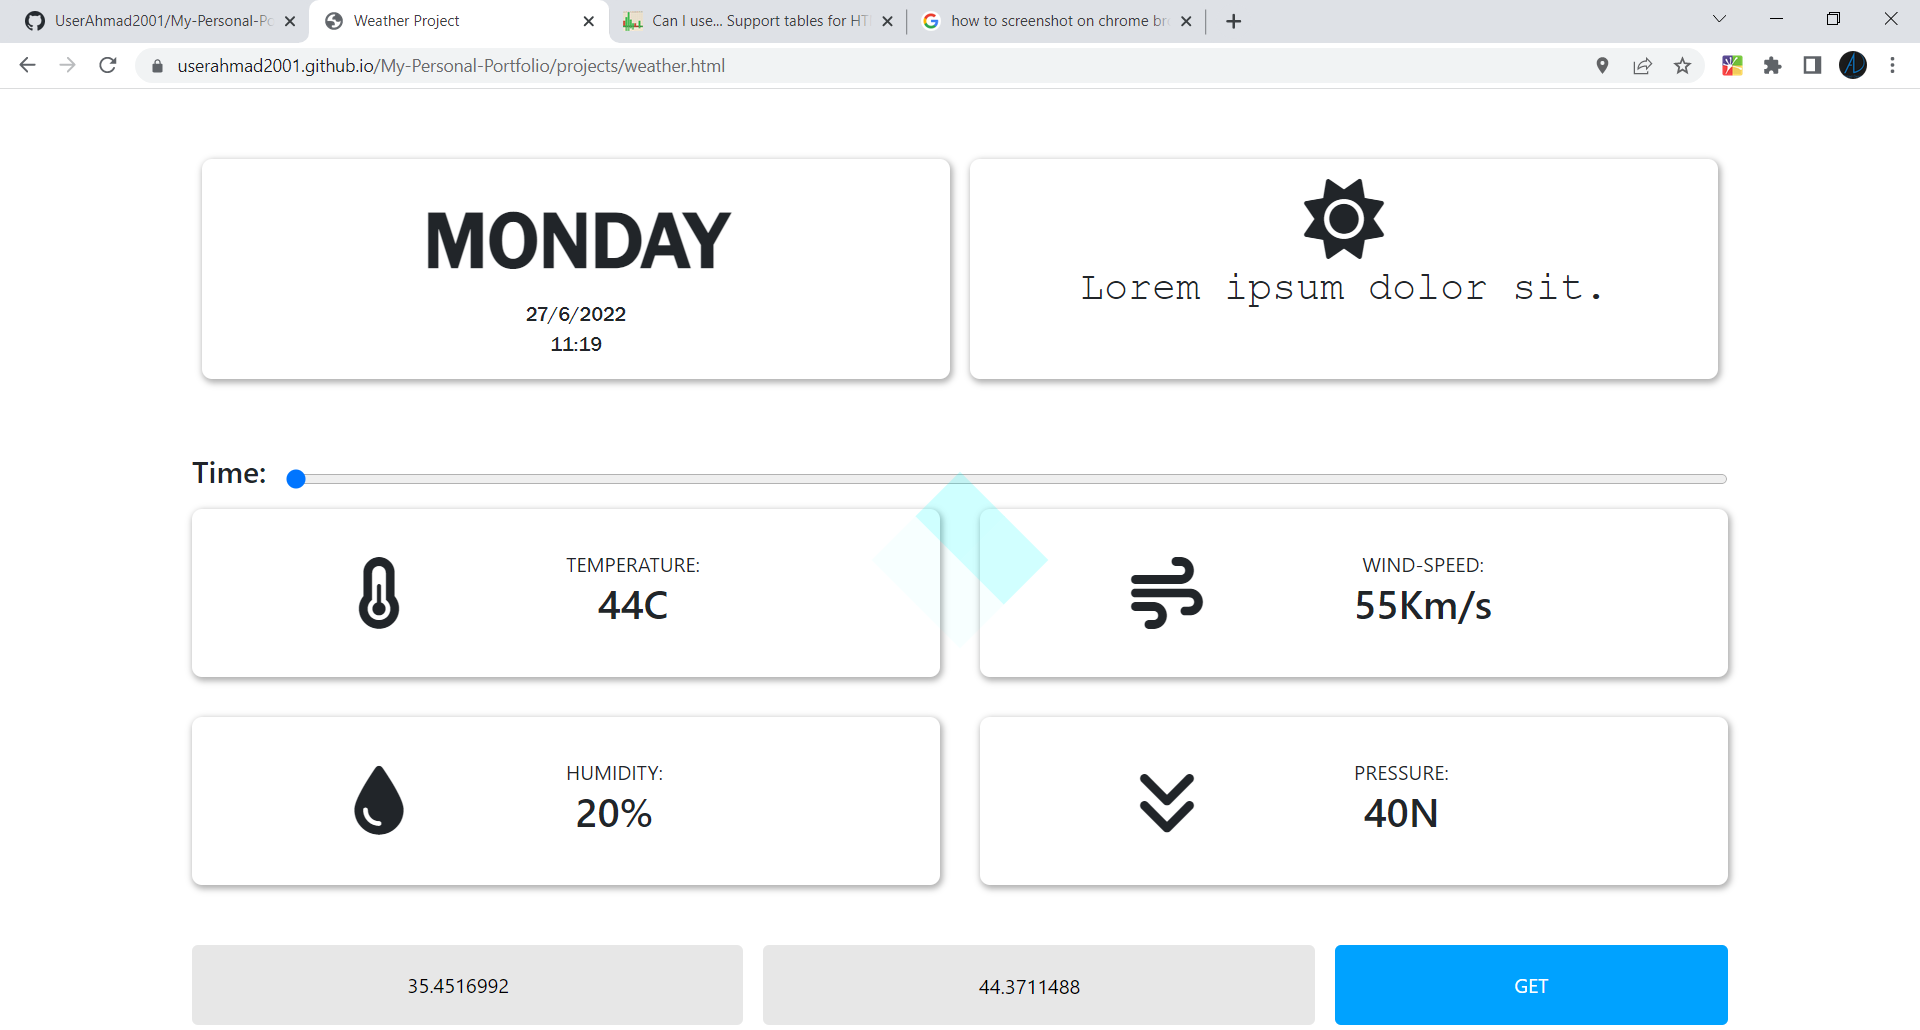 UserAhmad2001/My-Personal-Po
Weather Project
Can I use... Support tables for HT
how to screenshot on chrome br
userahmad2001.github.io/My-Personal-Portfolio/projects/weather.html
MONDAY
27/6/2022
11:19
Lorem ipsum dolor sit.
Time:
TEMPERATURE:
44C
WIND-SPEED:
55Km/s
HUMIDITY:
20%
PRESSURE:
40N
35.4516992
44.3711488
GET